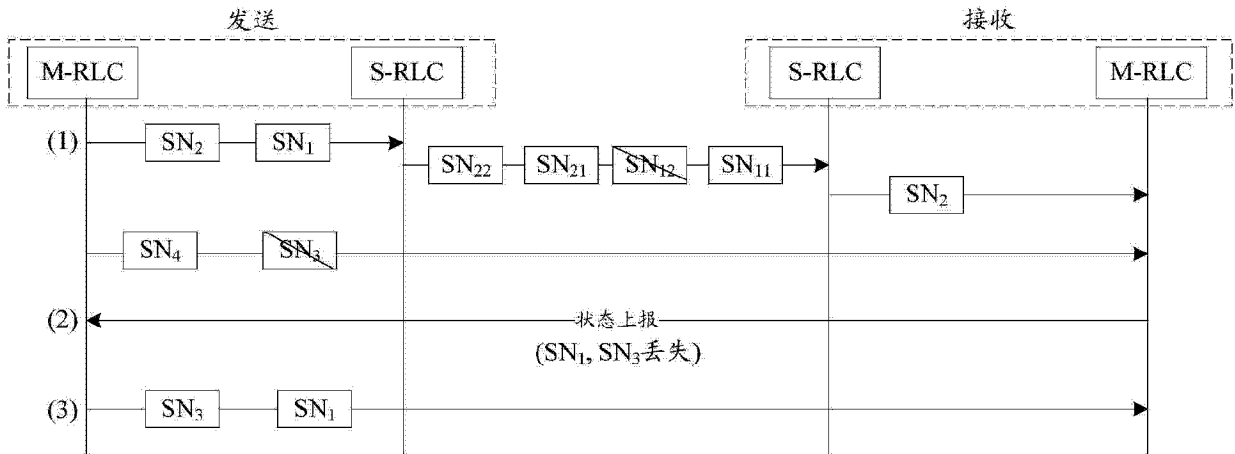 发送 接收
M-RLC S-RLC S-RLC M-RLC
(1) SN₂ SN₁
SN₂₂ SN₂₁ SN₁₂ SN₁₁
SN₂
SN₄ SN₃
(2) 状态上报
(SN₁, SN₃丢失)
(3) SN₃ SN₁